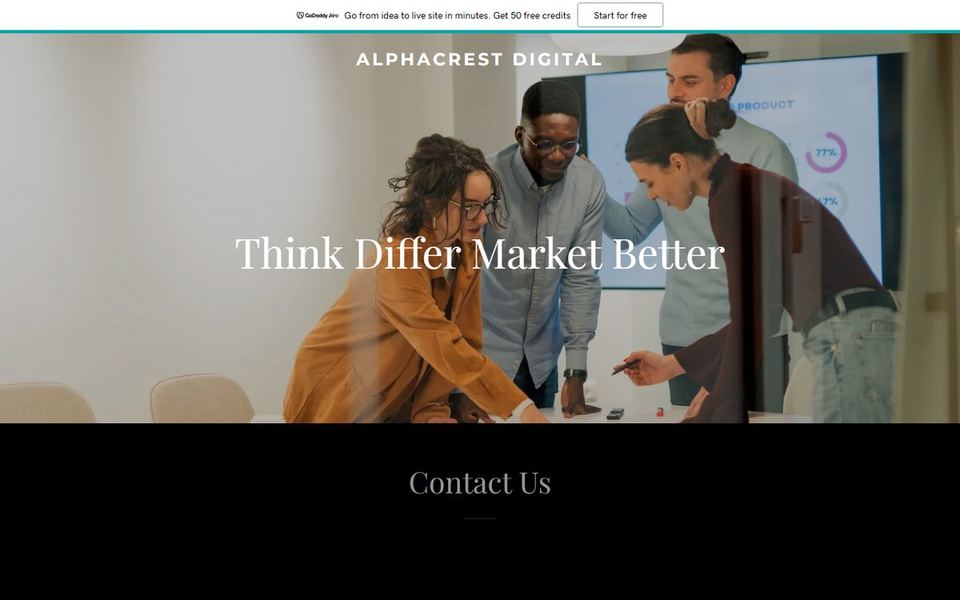 GoDaddy Airo Go from idea to live site in minutes. Get 50 free credits Start for free
ALPHACREST DIGITAL
PRODUCT
77%
Think Differ Market Better
Contact Us